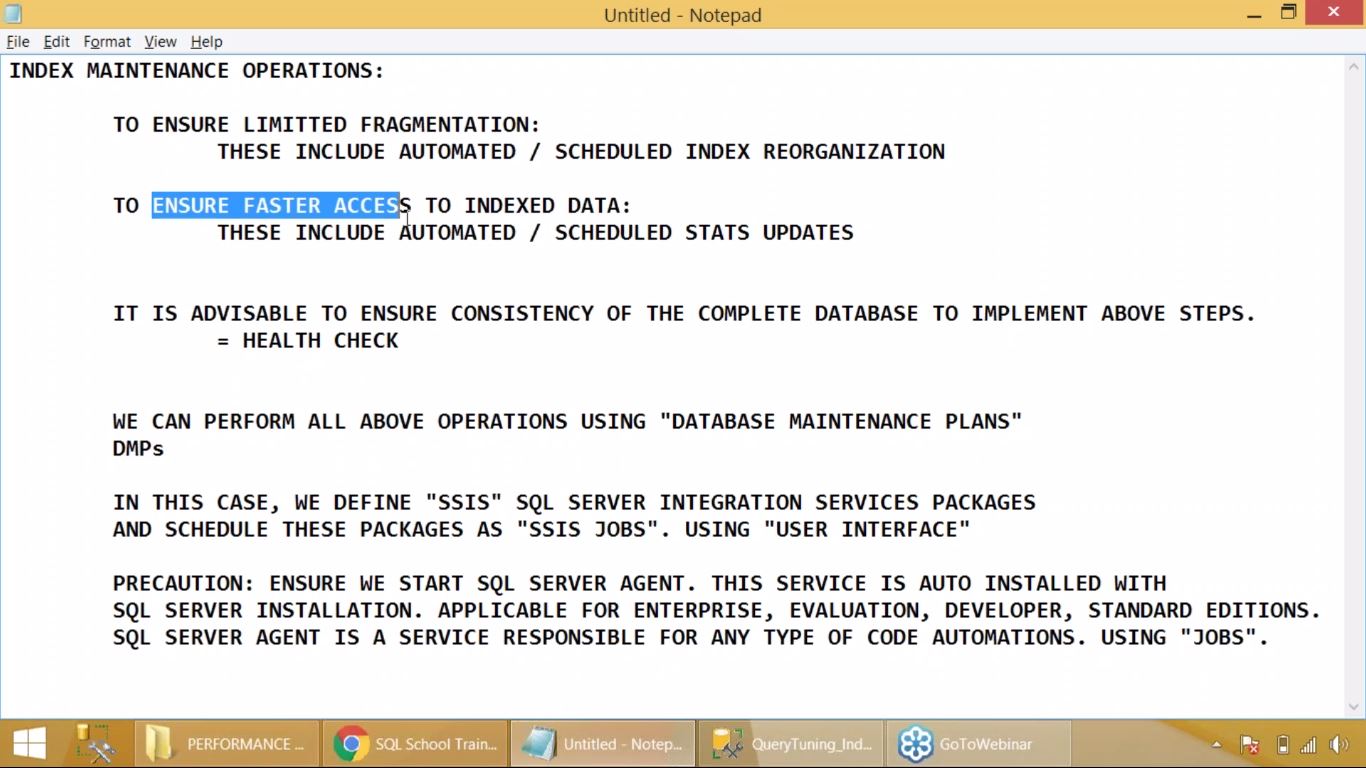 Untitled - Notepad
File Edit Format View Help
INDEX MAINTENANCE OPERATIONS:
TO ENSURE LIMITTED FRAGMENTATION:
THESE INCLUDE AUTOMATED / SCHEDULED INDEX REORGANIZATION
TO ENSURE FASTER ACCESS TO INDEXED DATA:
THESE INCLUDE AUTOMATED / SCHEDULED STATS UPDATES
IT IS ADVISABLE TO ENSURE CONSISTENCY OF THE COMPLETE DATABASE TO IMPLEMENT ABOVE STEPS.
= HEALTH CHECK
WE CAN PERFORM ALL ABOVE OPERATIONS USING "DATABASE MAINTENANCE PLANS"
DMPs
IN THIS CASE, WE DEFINE "SSIS" SQL SERVER INTEGRATION SERVICES PACKAGES
AND SCHEDULE THESE PACKAGES AS "SSIS JOBS". USING "USER INTERFACE"
PRECAUTION: ENSURE WE START SQL SERVER AGENT. THIS SERVICE IS AUTO INSTALLED WITH
SQL SERVER INSTALLATION. APPLICABLE FOR ENTERPRISE, EVALUATION, DEVELOPER, STANDARD EDITIONS.
SQL SERVER AGENT IS A SERVICE RESPONSIBLE FOR ANY TYPE OF CODE AUTOMATIONS. USING "JOBS".
PERFORMANCE ... SQL School Train... Untitled - Notep... QueryTuning_Ind... GoToWebinar